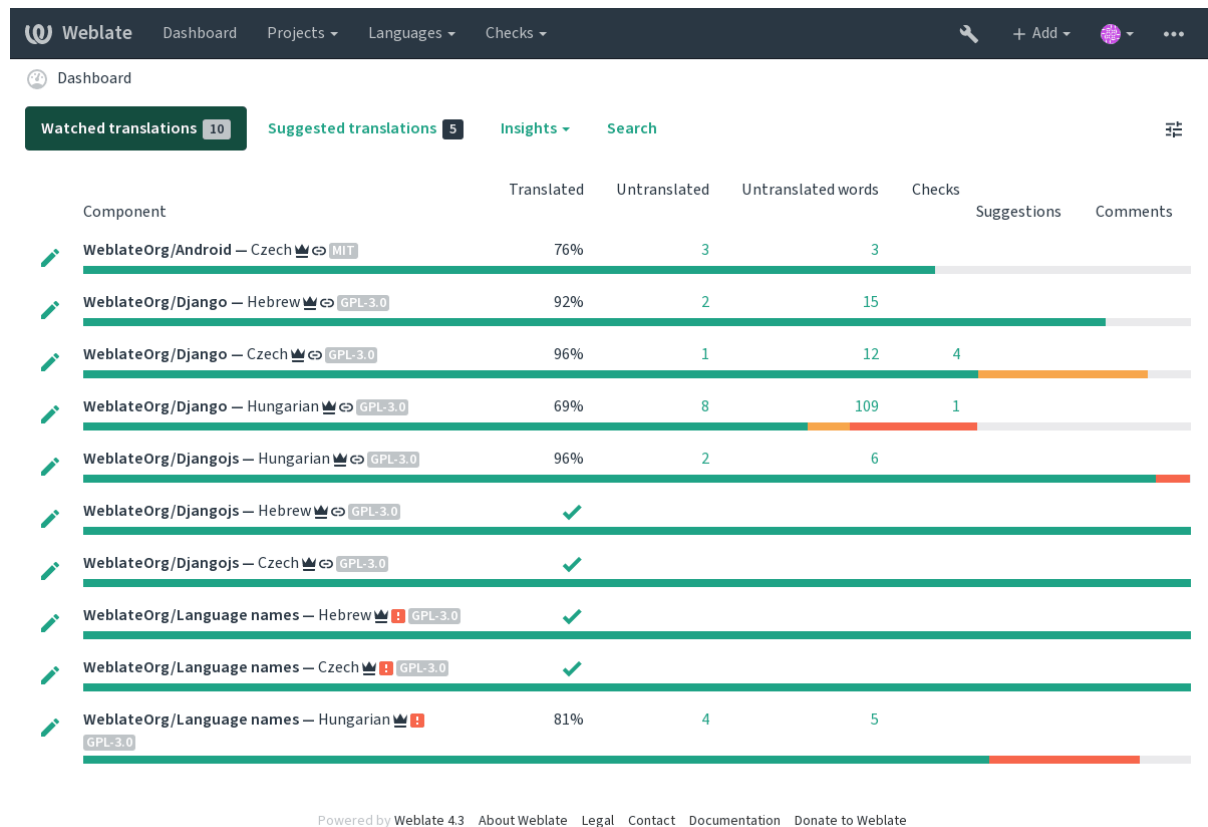 Weblate Dashboard Projects Languages Checks + Add
Dashboard
Watched translations 10 Suggested translations 5 Insights Search
Translated Untranslated Untranslated words Checks
Component Suggestions Comments
WeblateOrg/Android — Czech MIT 76% 3 3
WeblateOrg/Django — Hebrew GPL-3.0 92% 2 15
WeblateOrg/Django — Czech GPL-3.0 96% 1 12 4
WeblateOrg/Django — Hungarian GPL-3.0 69% 8 109 1
WeblateOrg/Djangojs — Hungarian GPL-3.0 96% 2 6
WeblateOrg/Djangojs — Hebrew GPL-3.0
WeblateOrg/Djangojs — Czech GPL-3.0
WeblateOrg/Language names — Hebrew GPL-3.0
WeblateOrg/Language names — Czech GPL-3.0
WeblateOrg/Language names — Hungarian 81% 4 5
GPL-3.0
Powered by Weblate 4.3 About Weblate Legal Contact Documentation Donate to Weblate